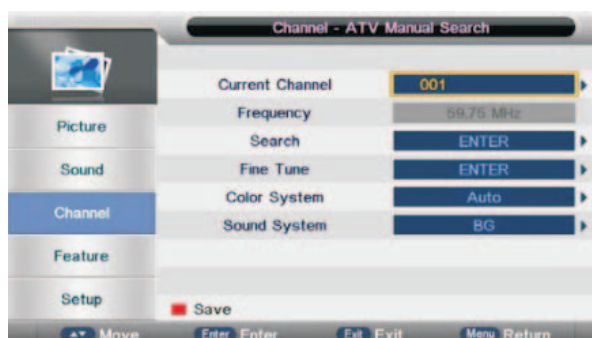 Channel - ATV Manual Search
Current Channel 001
Frequency 59.75 MHz
Search ENTER
Fine Tune ENTER
Color System Auto
Sound System BG
Picture
Sound
Channel
Feature
Setup
Save
Move Enter Enter Exit Exit Menu Return